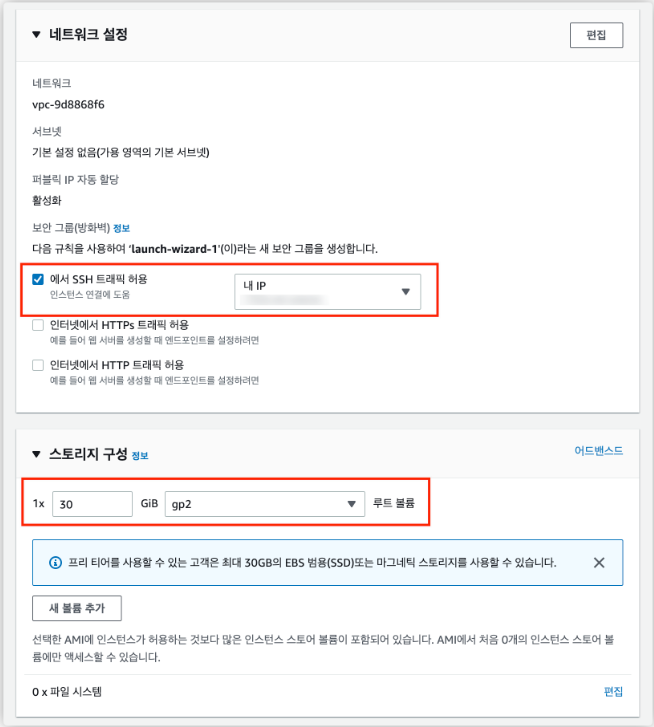 네트워크 설정
편집
네트워크
vpc-9d8868f6
서브넷
기본 설정 없음(가용 영역의 기본 서브넷)
퍼블릭 IP 자동 할당
활성화
보안 그룹(방화벽) 정보
다음 규칙을 사용하여 'launch-wizard-1'(이)라는 새 보안 그룹을 생성합니다.
에서 SSH 트래픽 허용
인스턴스 연결에 도움
내 IP
인터넷에서 HTTPs 트래픽 허용
예를 들어 웹 서버를 생성할 때 엔드포인트를 설정하려면
인터넷에서 HTTP 트래픽 허용
예를 들어 웹 서버를 생성할 때 엔드포인트를 설정하려면
스토리지 구성 정보
어드밴스드
1x 30 GiB gp2 루트 볼륨
프리 티어를 사용할 수 있는 고객은 최대 30GB의 EBS 범용(SSD)또는 마그네틱 스토리지를 사용할 수 있습니다.
새 볼륨 추가
선택한 AMI에 인스턴스가 허용하는 것보다 많은 인스턴스 스토어 볼륨이 포함되어 있습니다. AMI에서 처음 0개의 인스턴스 스토어 볼
륨에만 액세스할 수 있습니다.
0 x 파일 시스템
편집